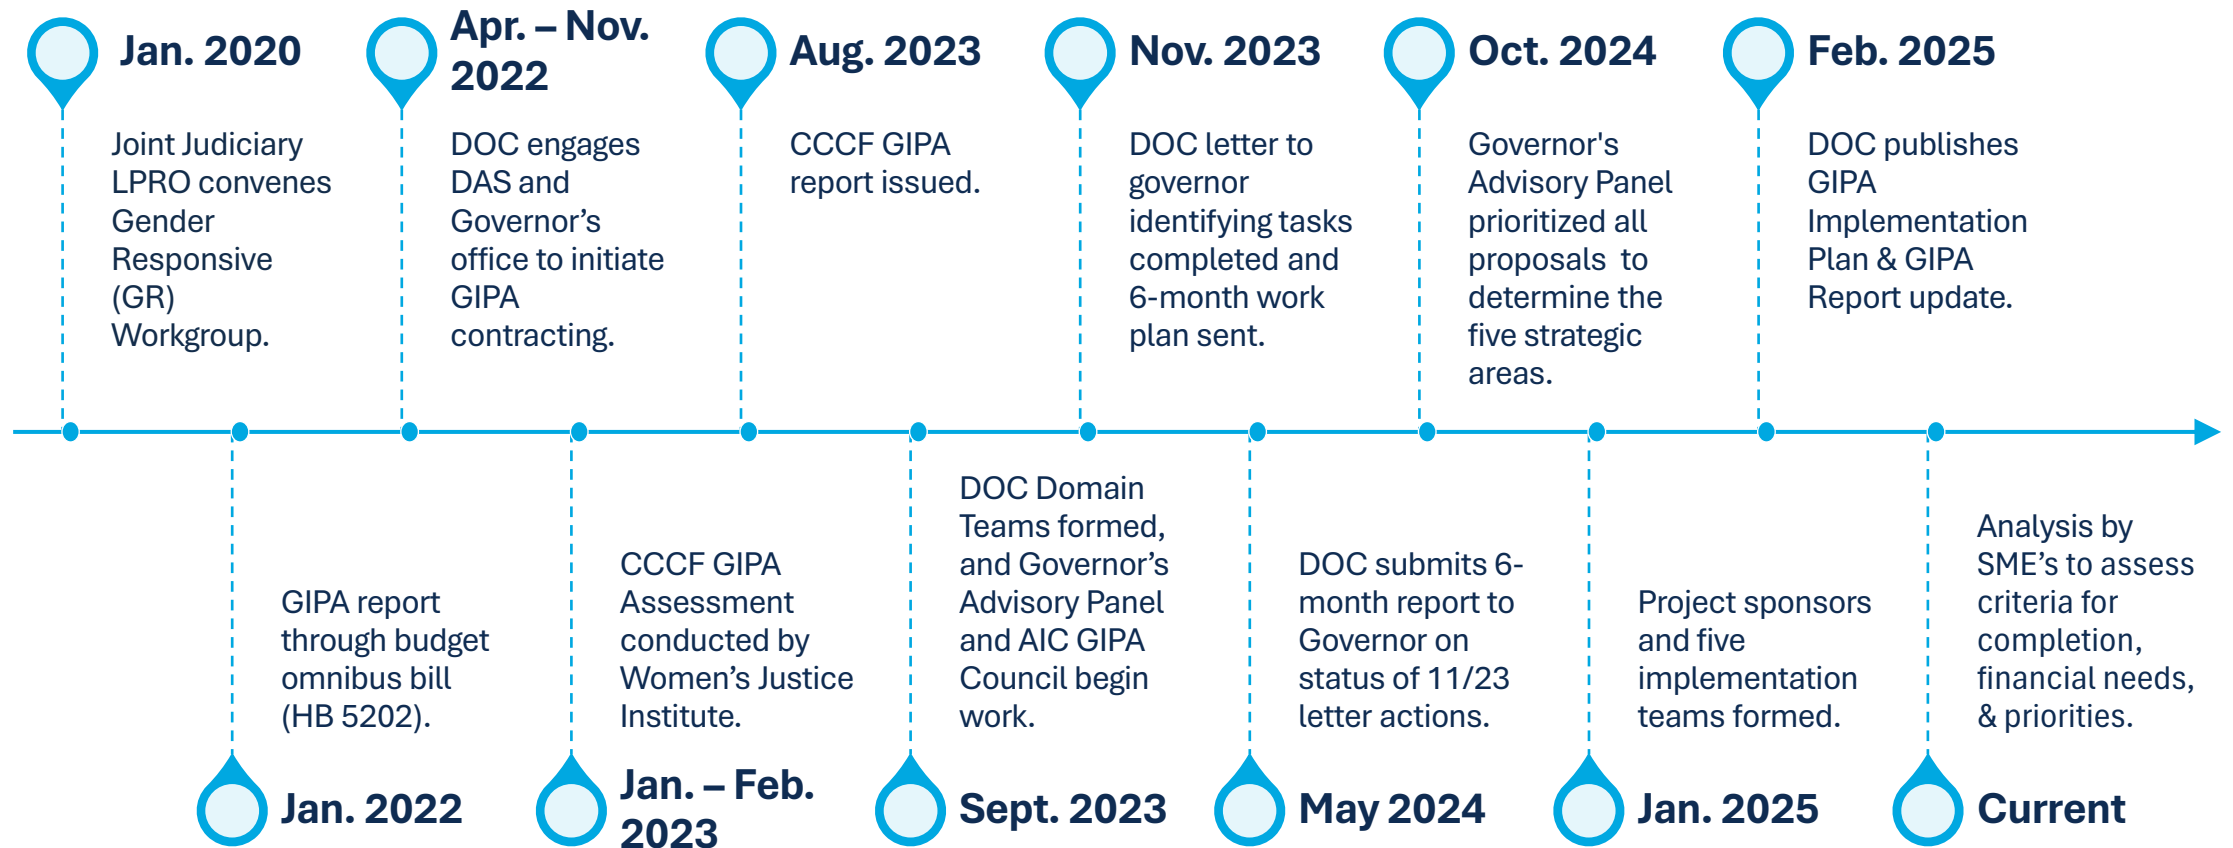 Jan. 2020
Joint Judiciary
LPRO convenes
Gender
Responsive
(GR)
Workgroup.
Apr. – Nov.
2022
DOC engages
DAS and
Governor’s
office to initiate
GIPA
contracting.
Aug. 2023
CCCF GIPA
report issued.
Nov. 2023
DOC letter to
governor
identifying tasks
completed and
6-month work
plan sent.
Oct. 2024
Governor's
Advisory Panel
prioritized all
proposals  to
determine the
five strategic
areas.
Feb. 2025
DOC publishes
GIPA
Implementation
Plan & GIPA
Report update.
GIPA report
through budget
omnibus bill
(HB 5202).
Jan. 2022
CCCF GIPA
Assessment
conducted by
Women’s Justice
Institute.
Jan. – Feb.
2023
DOC Domain
Teams formed,
and Governor’s
Advisory Panel
and AIC GIPA
Council begin
work.
Sept. 2023
DOC submits 6-
month report to
Governor on
status of 11/23
letter actions.
May 2024
Project sponsors
and five
implementation
teams formed.
Jan. 2025
Analysis by
SME’s to assess
criteria for
completion,
financial needs,
& priorities.
Current